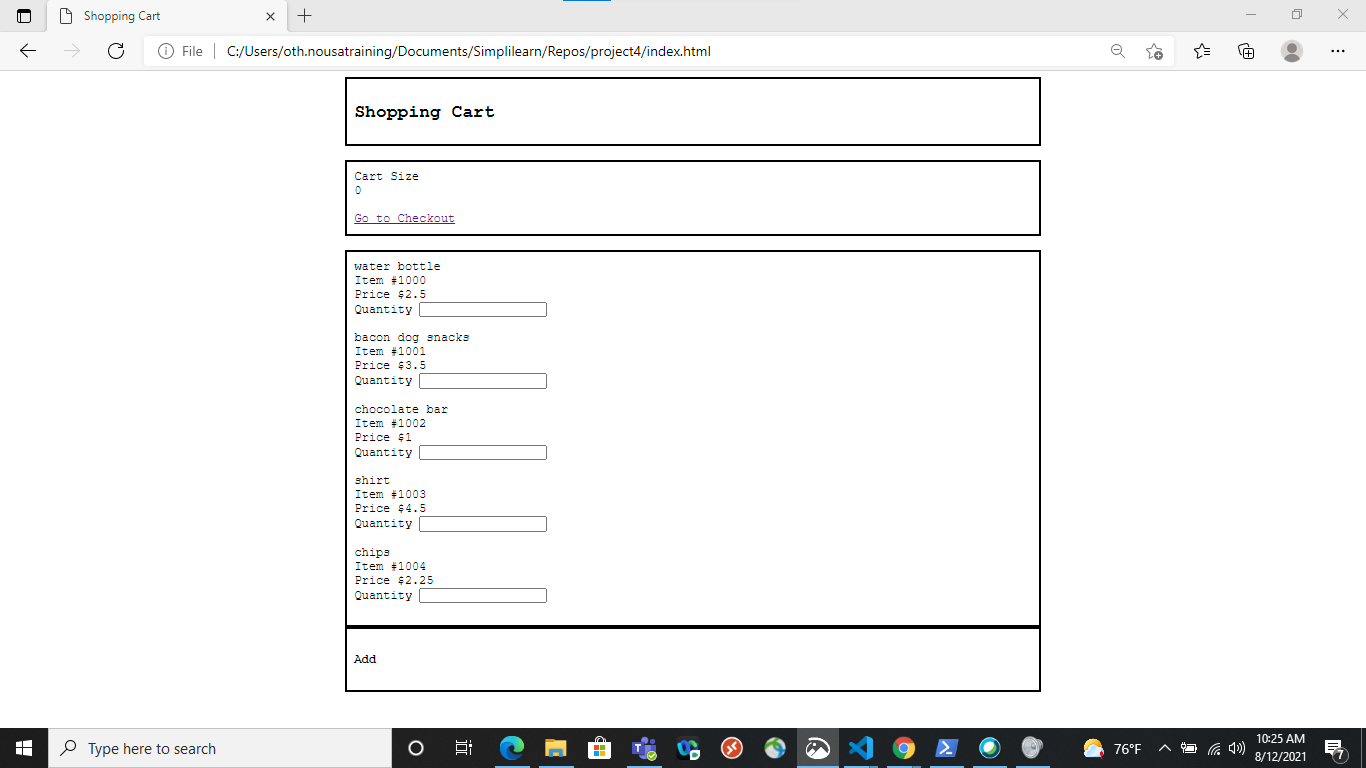 Shopping Cart
File
C:/Users/oth.nousatraining/Documents/Simplilearn/Repos/project4/index.html
Shopping Cart
Cart Size
0
Go to Checkout
water bottle
Item #1000
Price $2.5
Quantity
bacon dog snacks
Item #1001
Price $3.5
Quantity
chocolate bar
Item #1002
Price $1
Quantity
shirt
Item #1003
Price $4.5
Quantity
chips
Item #1004
Price $2.25
Quantity
Add
Type here to search
76°F
10:25 AM
8/12/2021
7